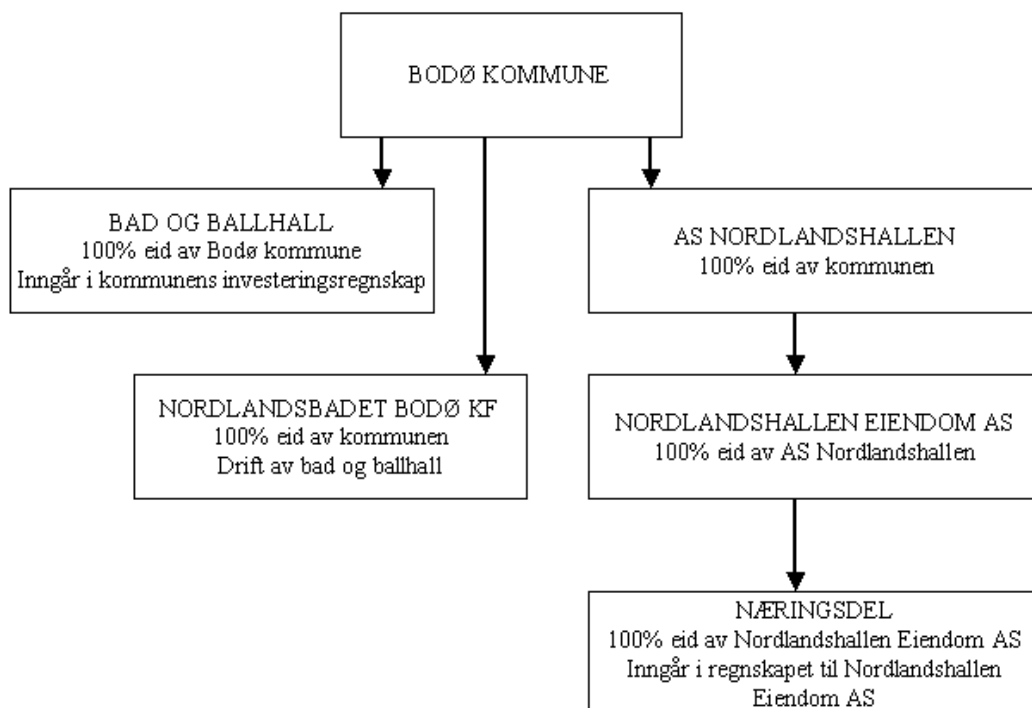 BODØ KOMMUNE
BAD OG BALLHALL
100% eid av Bodø kommune
Inngår i kommunens investeringsregnskap
AS NORDLANDSHALLEN
100% eid av kommunen
NORDLANDSBADET BODØ KF
100% eid av kommunen
Drift av bad og ballhall
NORDLANDSHALLEN EIENDOM AS
100% eid av AS Nordlandshallen
NÆRINGSDEL
100% eid av Nordlandshallen Eiendom AS
Inngår i regnskapet til Nordlandshallen
Eiendom AS